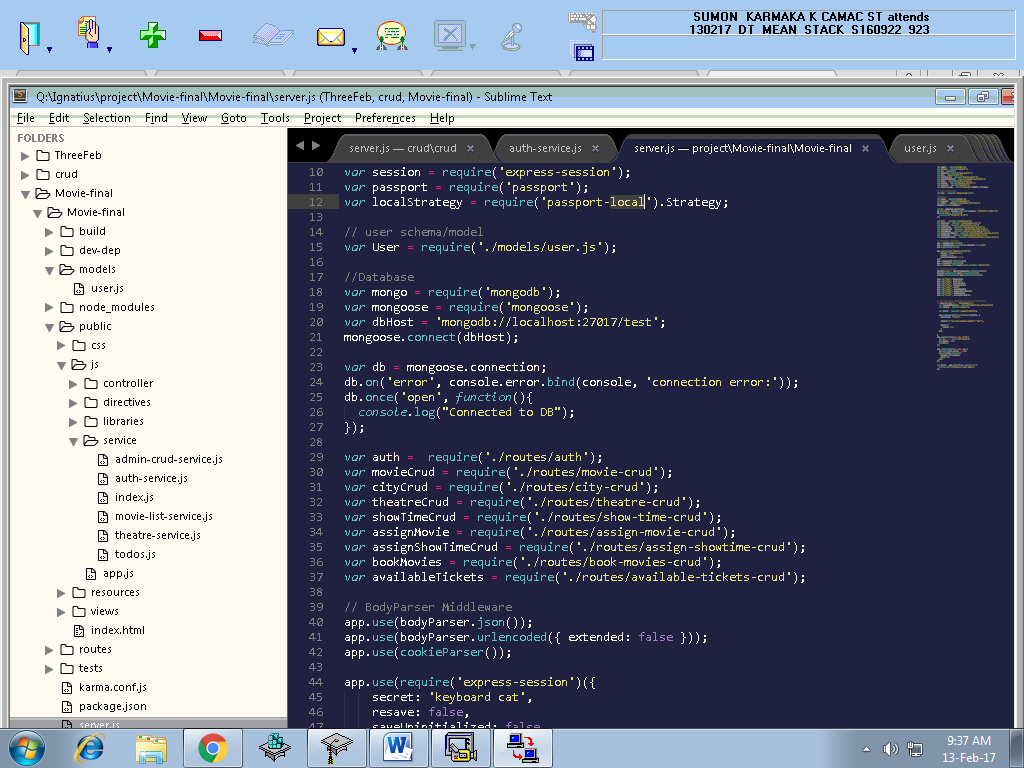 SUMON KARMAKA K CAMAC ST attends
130217_DT_MEAN_STACK_S160922_923
Q:\Ignatius\project\Movie-final\Movie-final\server.js (ThreeFeb, crud, Movie-final) - Sublime Text
File Edit Selection Find View Goto Tools Project Preferences Help
FOLDERS
ThreeFeb
crud
Movie-final
Movie-final
build
dev-dep
models
user.js
node_modules
public
css
js
controller
directives
libraries
service
admin-crud-service.js
auth-service.js
index.js
movie-list-service.js
theatre-service.js
todos.js
app.js
resources
views
index.html
routes
tests
karma.conf.js
package.json
server.js
server.js — crud\crud × auth-service.js × server.js — project\Movie-final\Movie-final × user.js ×
10 var session = require('express-session');
11 var passport = require('passport');
12 var localStrategy = require('passport-local').Strategy;
13
14 // user schema/model
15 var User = require('./models/user.js');
16
17 //Database
18 var mongo = require('mongodb');
19 var mongoose = require('mongoose');
20 var dbHost = 'mongodb://localhost:27017/test';
21 mongoose.connect(dbHost);
22
23 var db = mongoose.connection;
24 db.on('error', console.error.bind(console, 'connection error:'));
25 db.once('open', function(){
26 console.log("Connected to DB");
27 });
28
29 var auth = require('./routes/auth');
30 var movieCrud = require('./routes/movie-crud');
31 var cityCrud = require('./routes/city-crud');
32 var theatreCrud = require('./routes/theatre-crud');
33 var showTimeCrud = require('./routes/show-time-crud');
34 var assignMovie = require('./routes/assign-movie-crud');
35 var assignShowTimeCrud = require('./routes/assign-showtime-crud');
36 var bookMovies = require('./routes/book-movies-crud');
37 var availableTickets = require('./routes/available-tickets-crud');
38
39 // BodyParser Middleware
40 app.use(bodyParser.json());
41 app.use(bodyParser.urlencoded({ extended: false }));
42 app.use(cookieParser());
43
44 app.use(require('express-session')({
45 secret: 'keyboard cat',
46 resave: false,
47 saveUninitialized: false
9:37 AM
13-Feb-17